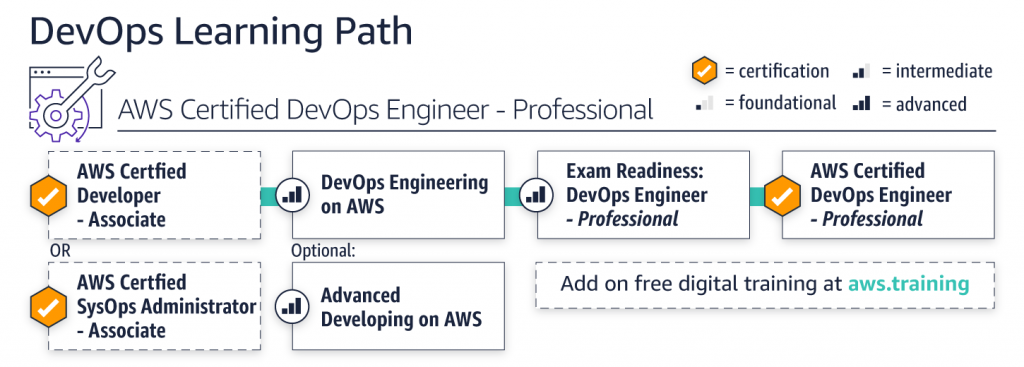 DevOps Learning Path
= certification
= intermediate
= foundational
= advanced
AWS Certified DevOps Engineer - Professional
AWS Certfied
Developer
- Associate
DevOps Engineering
on AWS
Exam Readiness:
DevOps Engineer
- Professional
AWS Certified
DevOps Engineer
- Professional
OR
Optional:
AWS Certfied
SysOps Administrator
- Associate
Advanced
Developing on AWS
Add on free digital training at aws.training